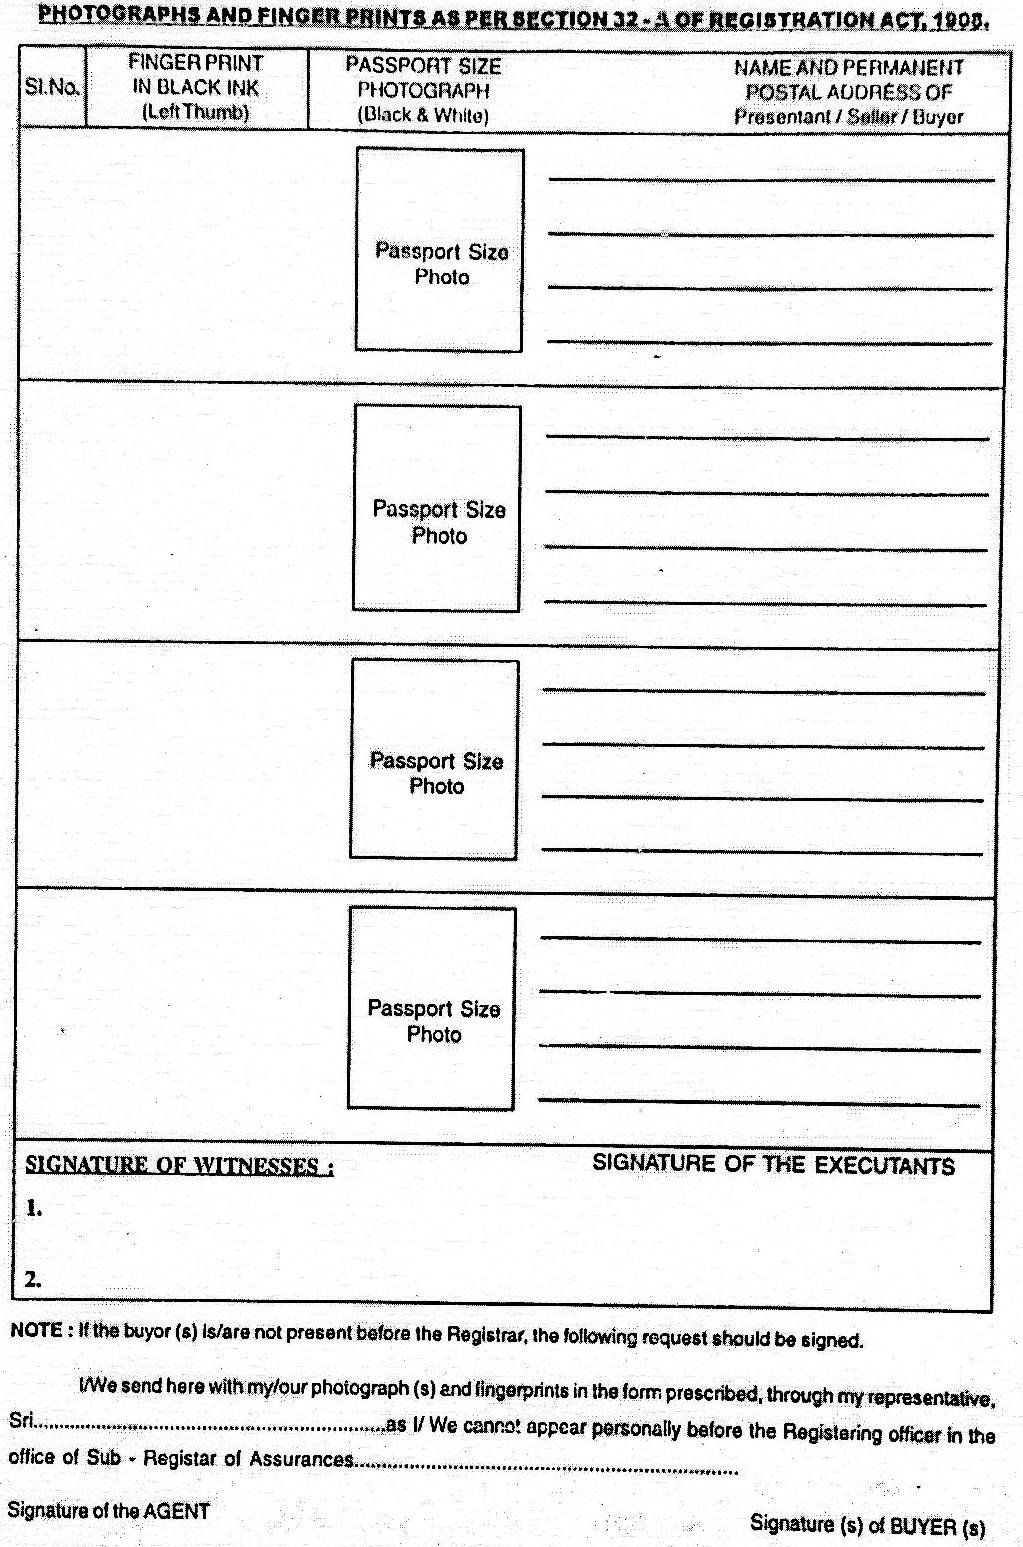 PHOTOGRAPHS AND FINGER PRINTS AS PER SECTION 32 - A OF REGISTRATION ACT, 1908.
Sl.No.
FINGER PRINT
IN BLACK INK
(Left Thumb)
PASSPORT SIZE
PHOTOGRAPH
(Black & White)
NAME AND PERMANENT
POSTAL ADDRESS OF
Presentant / Seller / Buyer
Passport Size
Photo
Passport Size
Photo
Passport Size
Photo
Passport Size
Photo
SIGNATURE OF WITNESSES :
SIGNATURE OF THE EXECUTANTS
1.
2.
NOTE : If the buyor (s) is/are not present before the Registrar, the following request should be signed.
I/We send here with my/our photograph (s) and fingerprints in the form prescribed, through my representative,
Sri.......................................................................as I/ We cannot appear personally before the Registering officer in the
office of Sub - Registrar of Assurances.............................................................................
Signature of the AGENT
Signature (s) of BUYER (s)